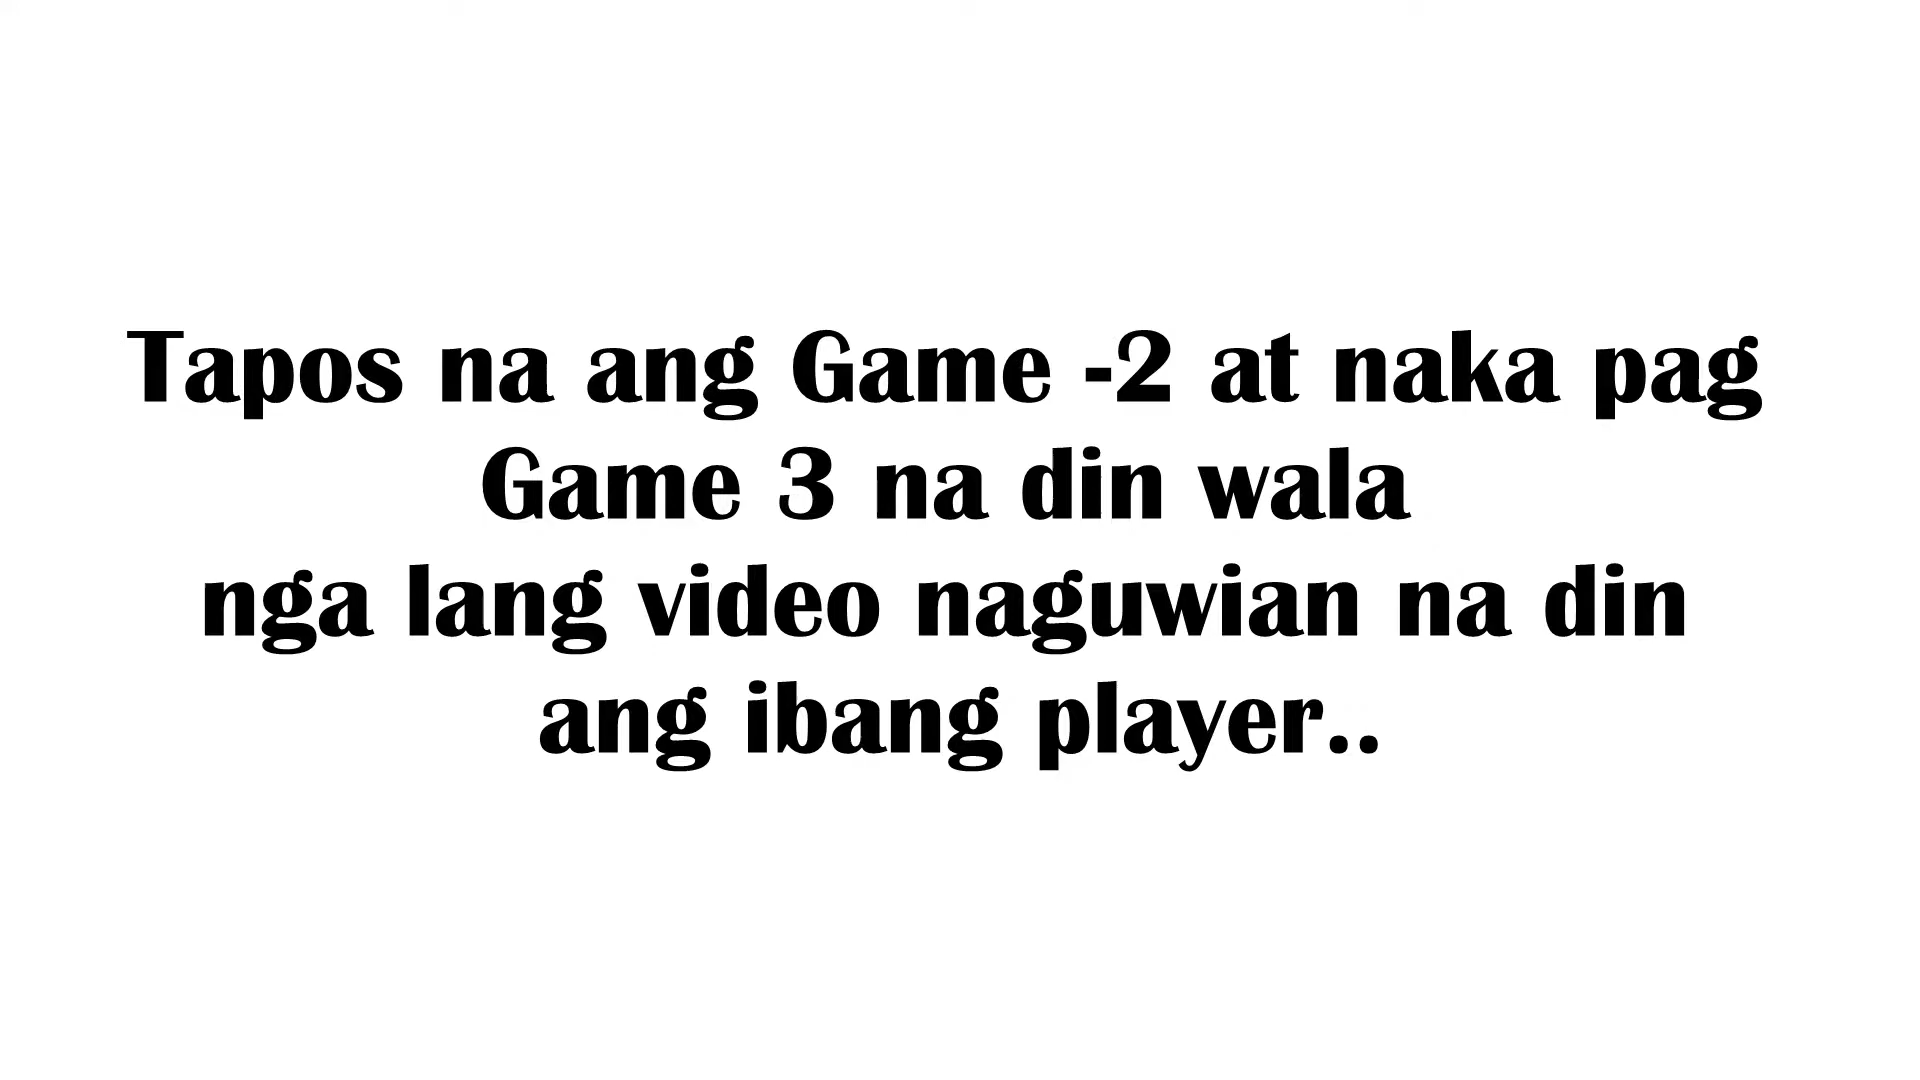 Tapos na ang Game -2 at naka pag
Game 3 na din wala
nga lang video naguwian na din
ang ibang player..